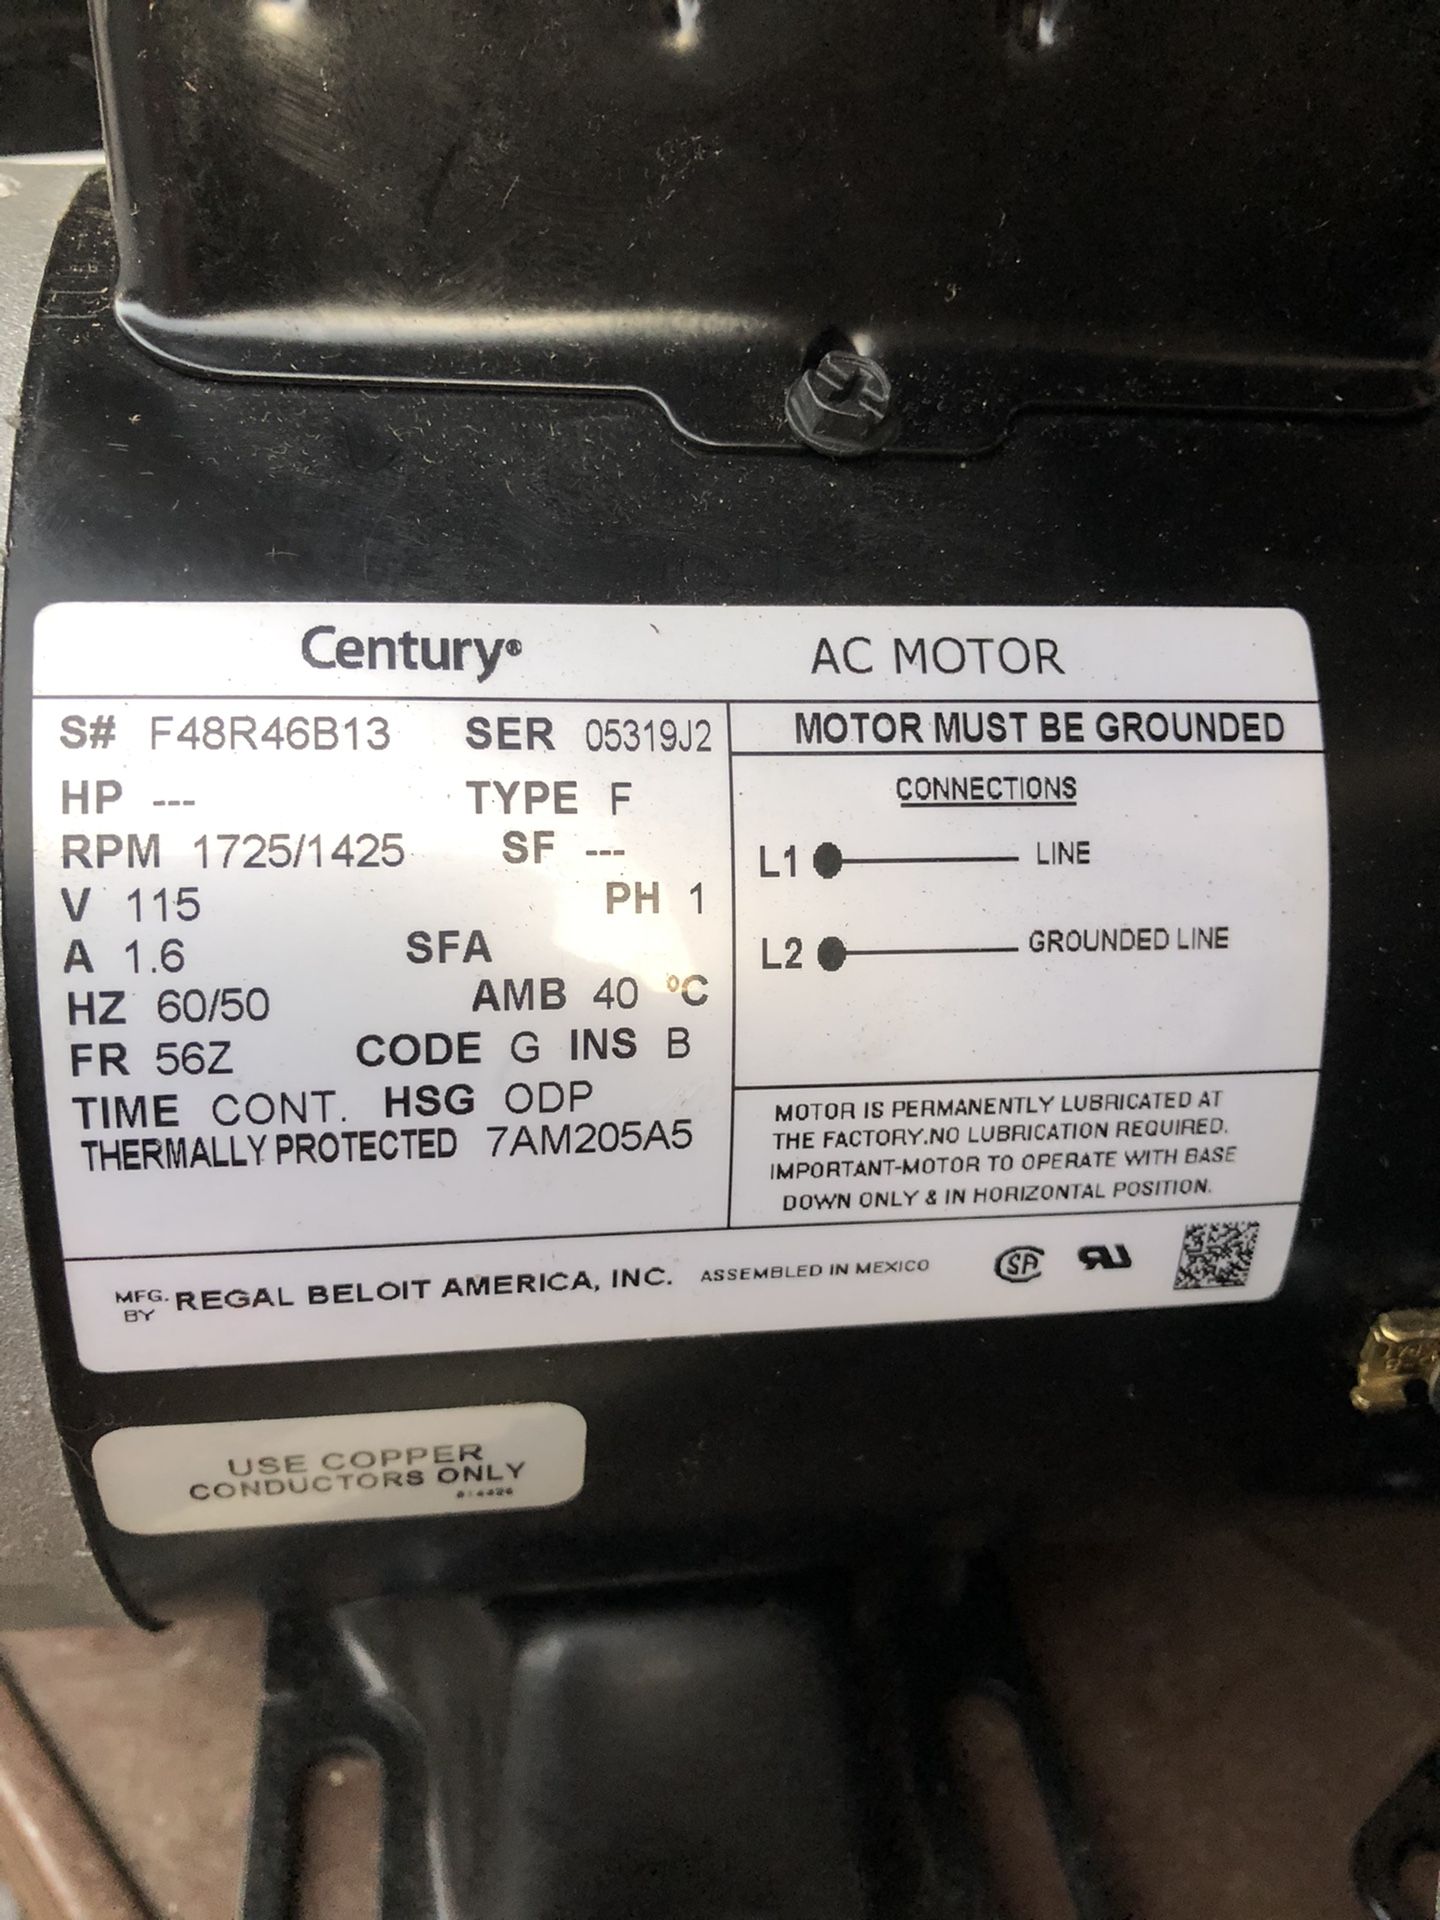 Century®
AC MOTOR
S# F48R46B13 SER 05319J2
HP --- TYPE F
RPM 1725/1425 SF ---
V 115 PH 1
A 1.6 SFA
HZ 60/50 AMB 40 °C
FR 56Z CODE G INS B
TIME CONT. HSG ODP
THERMALLY PROTECTED 7AM205A5
MOTOR MUST BE GROUNDED
CONNECTIONS
L1 LINE
L2 GROUNDED LINE
MOTOR IS PERMANENTLY LUBRICATED AT
THE FACTORY.NO LUBRICATION REQUIRED.
IMPORTANT-MOTOR TO OPERATE WITH BASE
DOWN ONLY & IN HORIZONTAL POSITION.
MFG. BY REGAL BELOIT AMERICA, INC. ASSEMBLED IN MEXICO
USE COPPER
CONDUCTORS ONLY